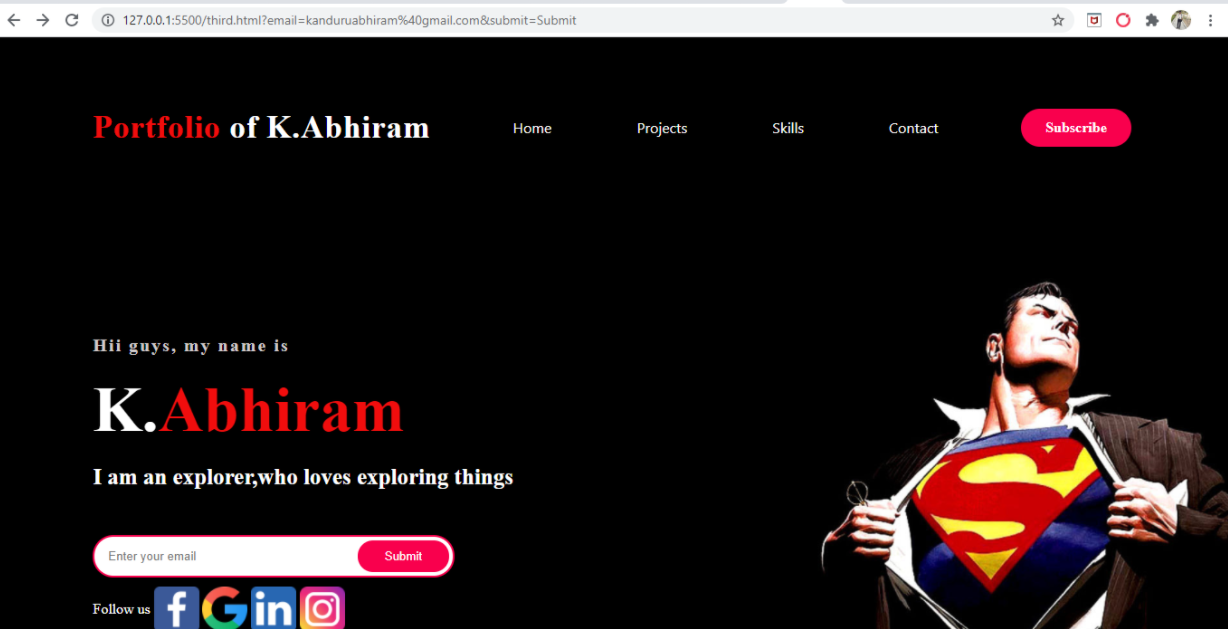 127.0.0.1:5500/third.html?email=kanduruabhiram%40gmail.com&submit=Submit
Portfolio of K.Abhiram Home Projects Skills Contact Subscribe
Hii guys, my name is
K.Abhiram
I am an explorer,who loves exploring things
Enter your email Submit
Follow us f G in
S